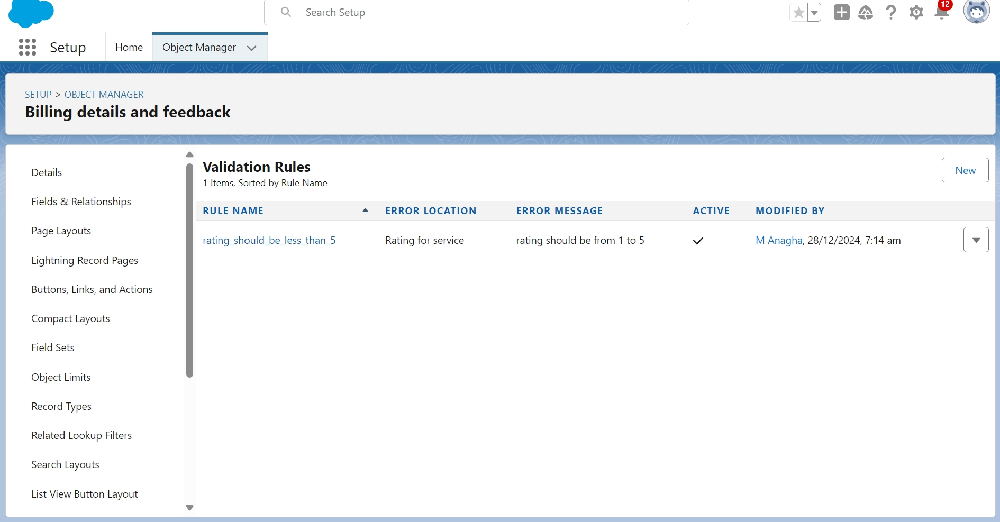 Search Setup
12
Setup
Home
Object Manager
SETUP > OBJECT MANAGER
Billing details and feedback
Details
Fields & Relationships
Page Layouts
Lightning Record Pages
Buttons, Links, and Actions
Compact Layouts
Field Sets
Object Limits
Record Types
Related Lookup Filters
Search Layouts
List View Button Layout
Validation Rules
1 Items, Sorted by Rule Name
New
RULE NAME ERROR LOCATION ERROR MESSAGE ACTIVE MODIFIED BY
rating_should_be_less_than_5 Rating for service rating should be from 1 to 5 M Anagha, 28/12/2024, 7:14 am